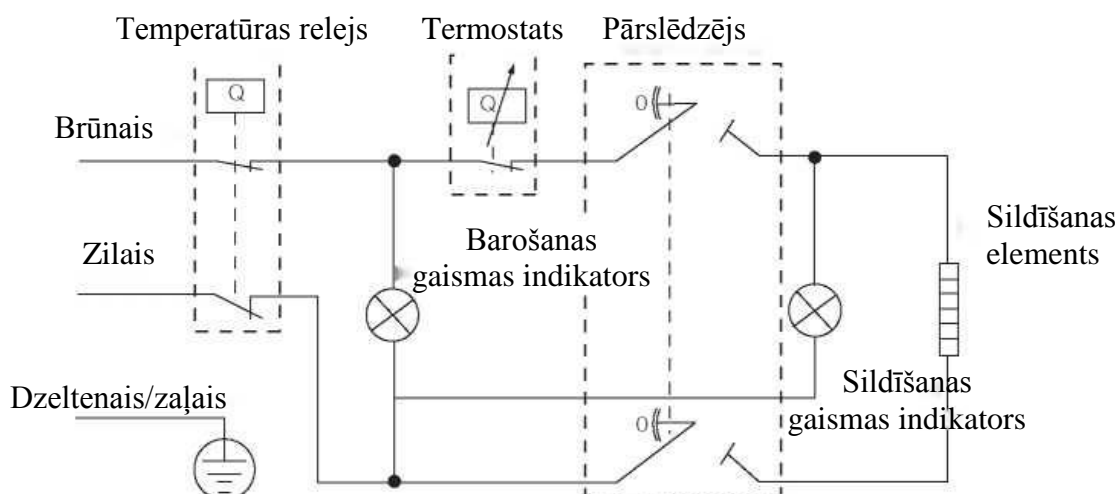 Temperatūras relejs
Termostats
Pārslēdzējs
Q
Q
0
Brūnais
Zilais
Barošanas
gaismas indikators
Sildīšanas
elements
Dzeltenais/zaļais
Sildīšanas
gaismas indikators
0